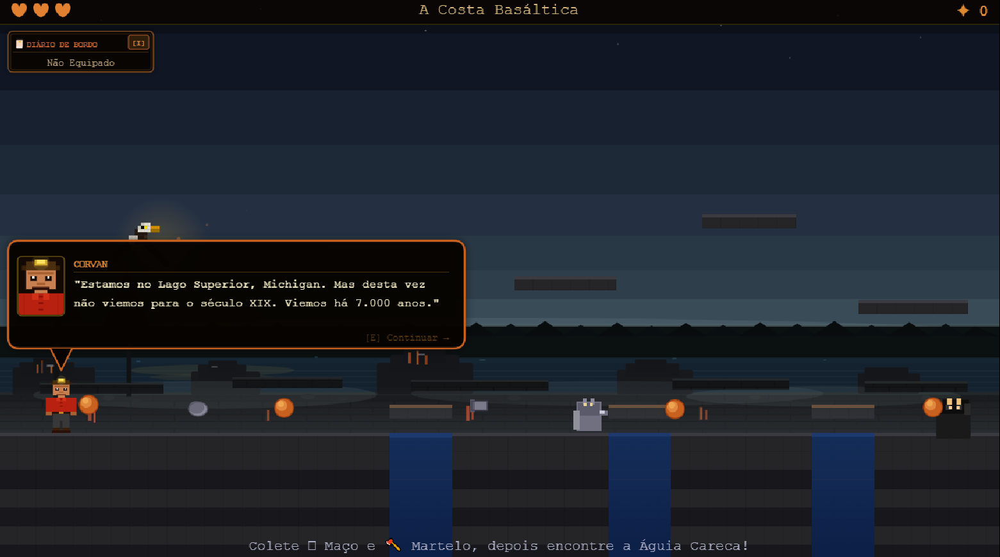 A Costa Basáltica
0
DIÁRIO DE BORDO
[I]
Não Equipado
CORVAN
"Estamos no Lago Superior, Michigan. Mas desta vez
não viemos para o século XIX. Viemos há 7.000 anos."
[E] Continuar →
Colete □ Maço e Martelo, depois encontre a Águia Careca!